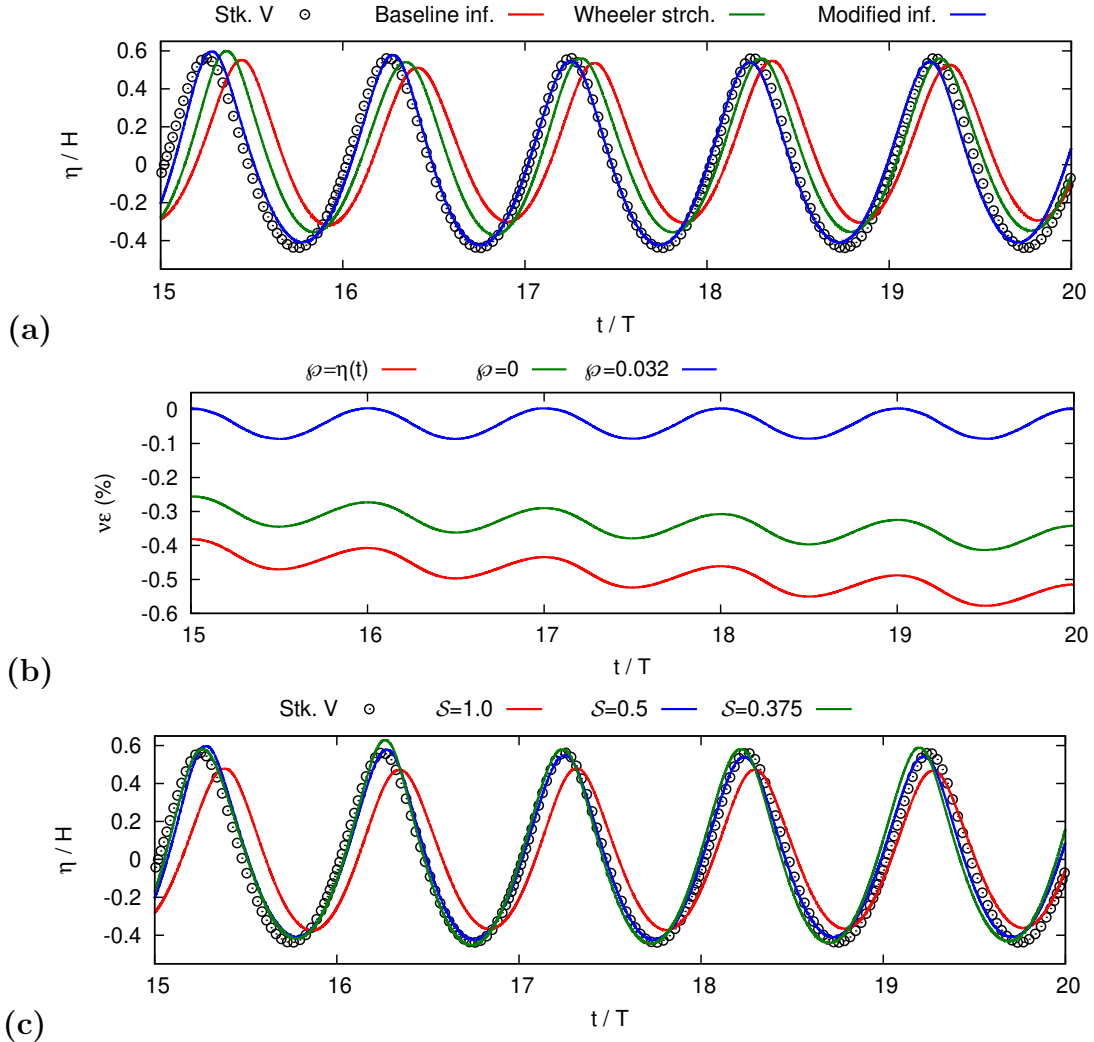 Stk. V Baseline inf. Wheeler strch. Modified inf.
0.6
0.4
0.2
0
-0.2
-0.4
η / H
15 16 17 18 19 20
t / T
(a)
℘=η(t) ℘=0 ℘=0.032
0
-0.1
-0.2
-0.3
-0.4
-0.5
-0.6
νε (%)
15 16 17 18 19 20
t / T
(b)
Stk. V 𝒮=1.0 𝒮=0.5 𝒮=0.375
0.6
0.4
0.2
0
-0.2
-0.4
η / H
15 16 17 18 19 20
t / T
(c)